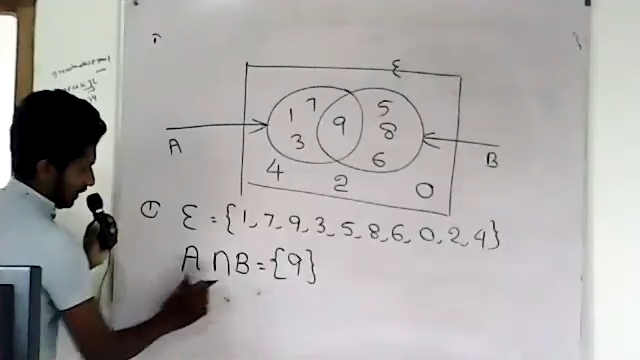 ξ
1 7 9 5
3 8
6
A B
4 2 0
① ξ = {1, 7, 9, 3, 5, 8, 6, 0, 2, 4}
A ∩ B = {9}